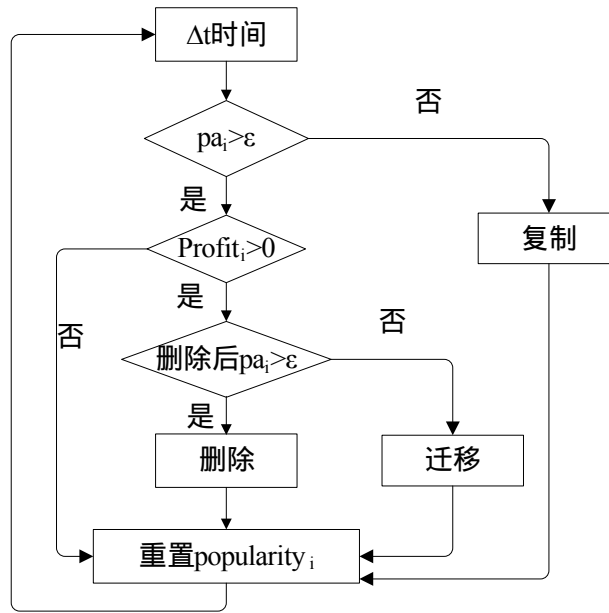 Δt时间
否
paᵢ>ε
是
复制
Profitᵢ>0
是
否
否
删除后paᵢ>ε
是
删除
迁移
重置popularityᵢ